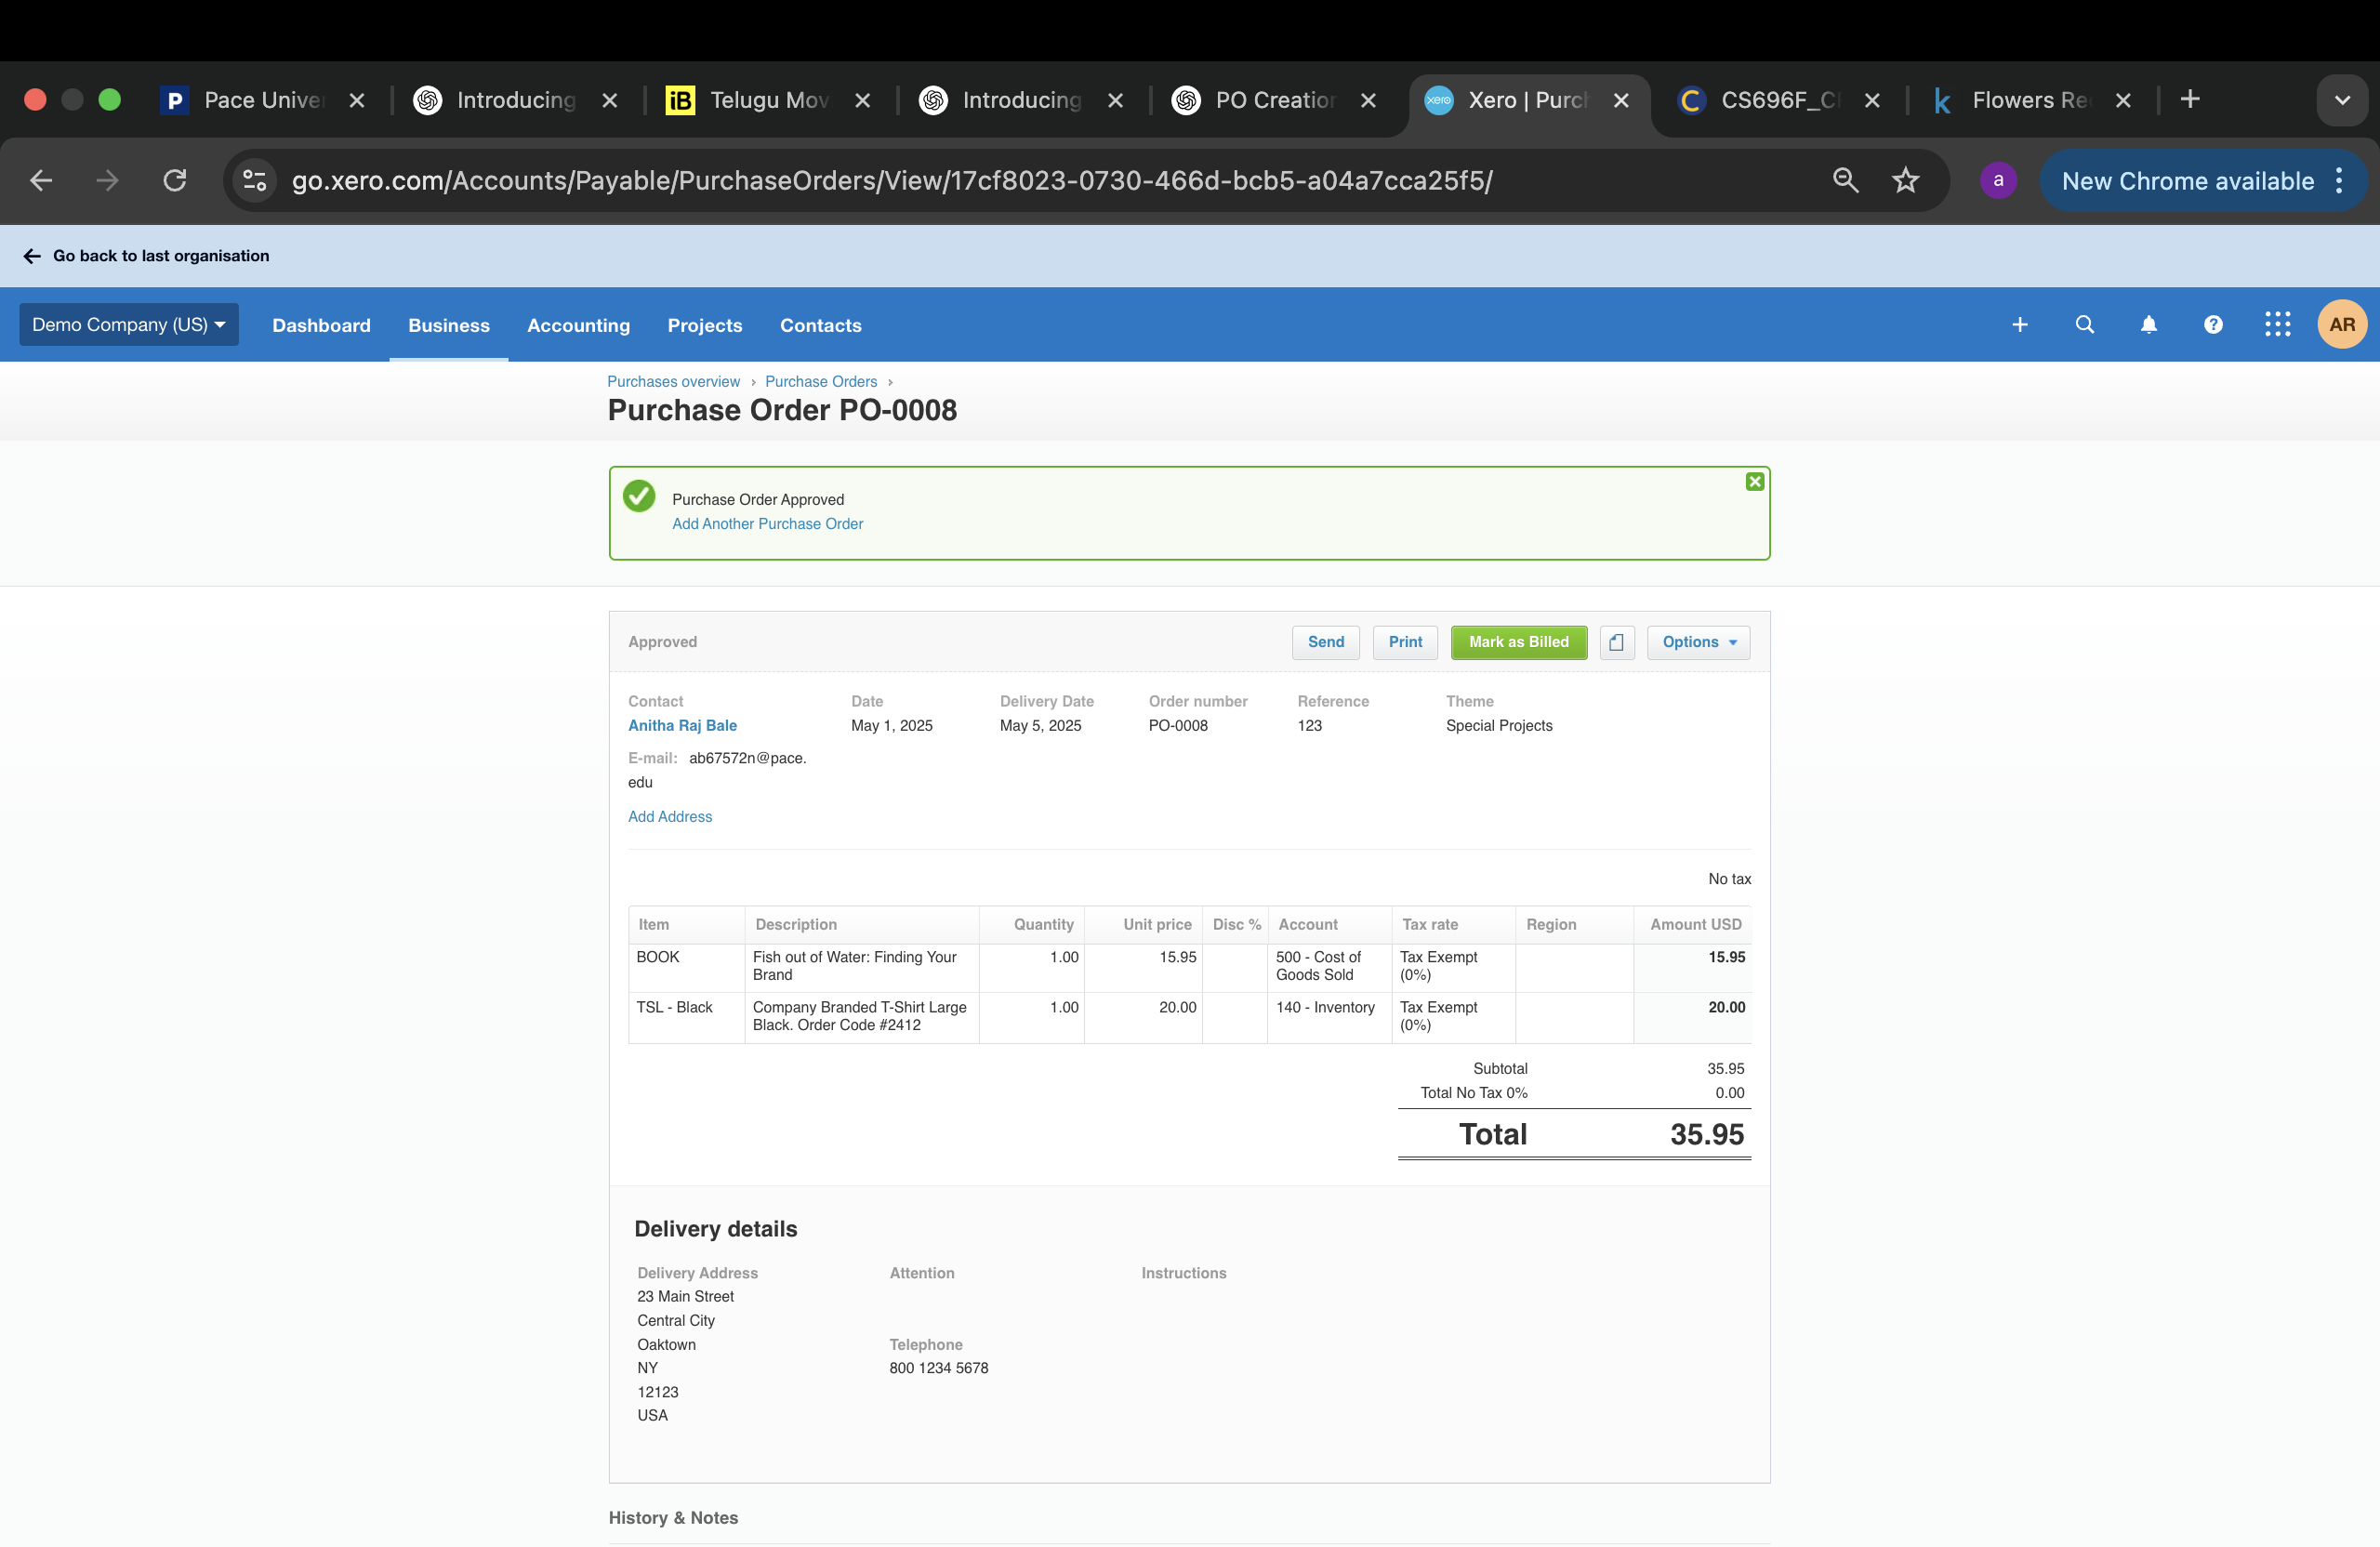 Pace Univer
Introducing
iB Telugu Mov
Introducing
PO Creation
xero Xero | Purch
CS696F_C
Flowers Re
go.xero.com/Accounts/Payable/PurchaseOrders/View/17cf8023-0730-466d-bcb5-a04a7cca25f5/
a
New Chrome available
Go back to last organisation
Demo Company (US) Dashboard Business Accounting Projects Contacts
AR
Purchases overview › Purchase Orders ›
Purchase Order PO-0008
Purchase Order Approved
Add Another Purchase Order
Approved Send Print Mark as Billed Options
Contact Date Delivery Date Order number Reference Theme
Anitha Raj Bale May 1, 2025 May 5, 2025 PO-0008 123 Special Projects
E-mail: ab67572n@pace.
edu
Add Address
No tax
Item Description Quantity Unit price Disc % Account Tax rate Region Amount USD
BOOK Fish out of Water: Finding Your 1.00 15.95 500 - Cost of Tax Exempt 15.95
Brand Goods Sold (0%)
TSL - Black Company Branded T-Shirt Large 1.00 20.00 140 - Inventory Tax Exempt 20.00
Black. Order Code #2412 (0%)
Subtotal 35.95
Total No Tax 0% 0.00
Total 35.95
Delivery details
Delivery Address Attention Instructions
23 Main Street
Central City
Oaktown Telephone
NY 800 1234 5678
12123
USA
History & Notes